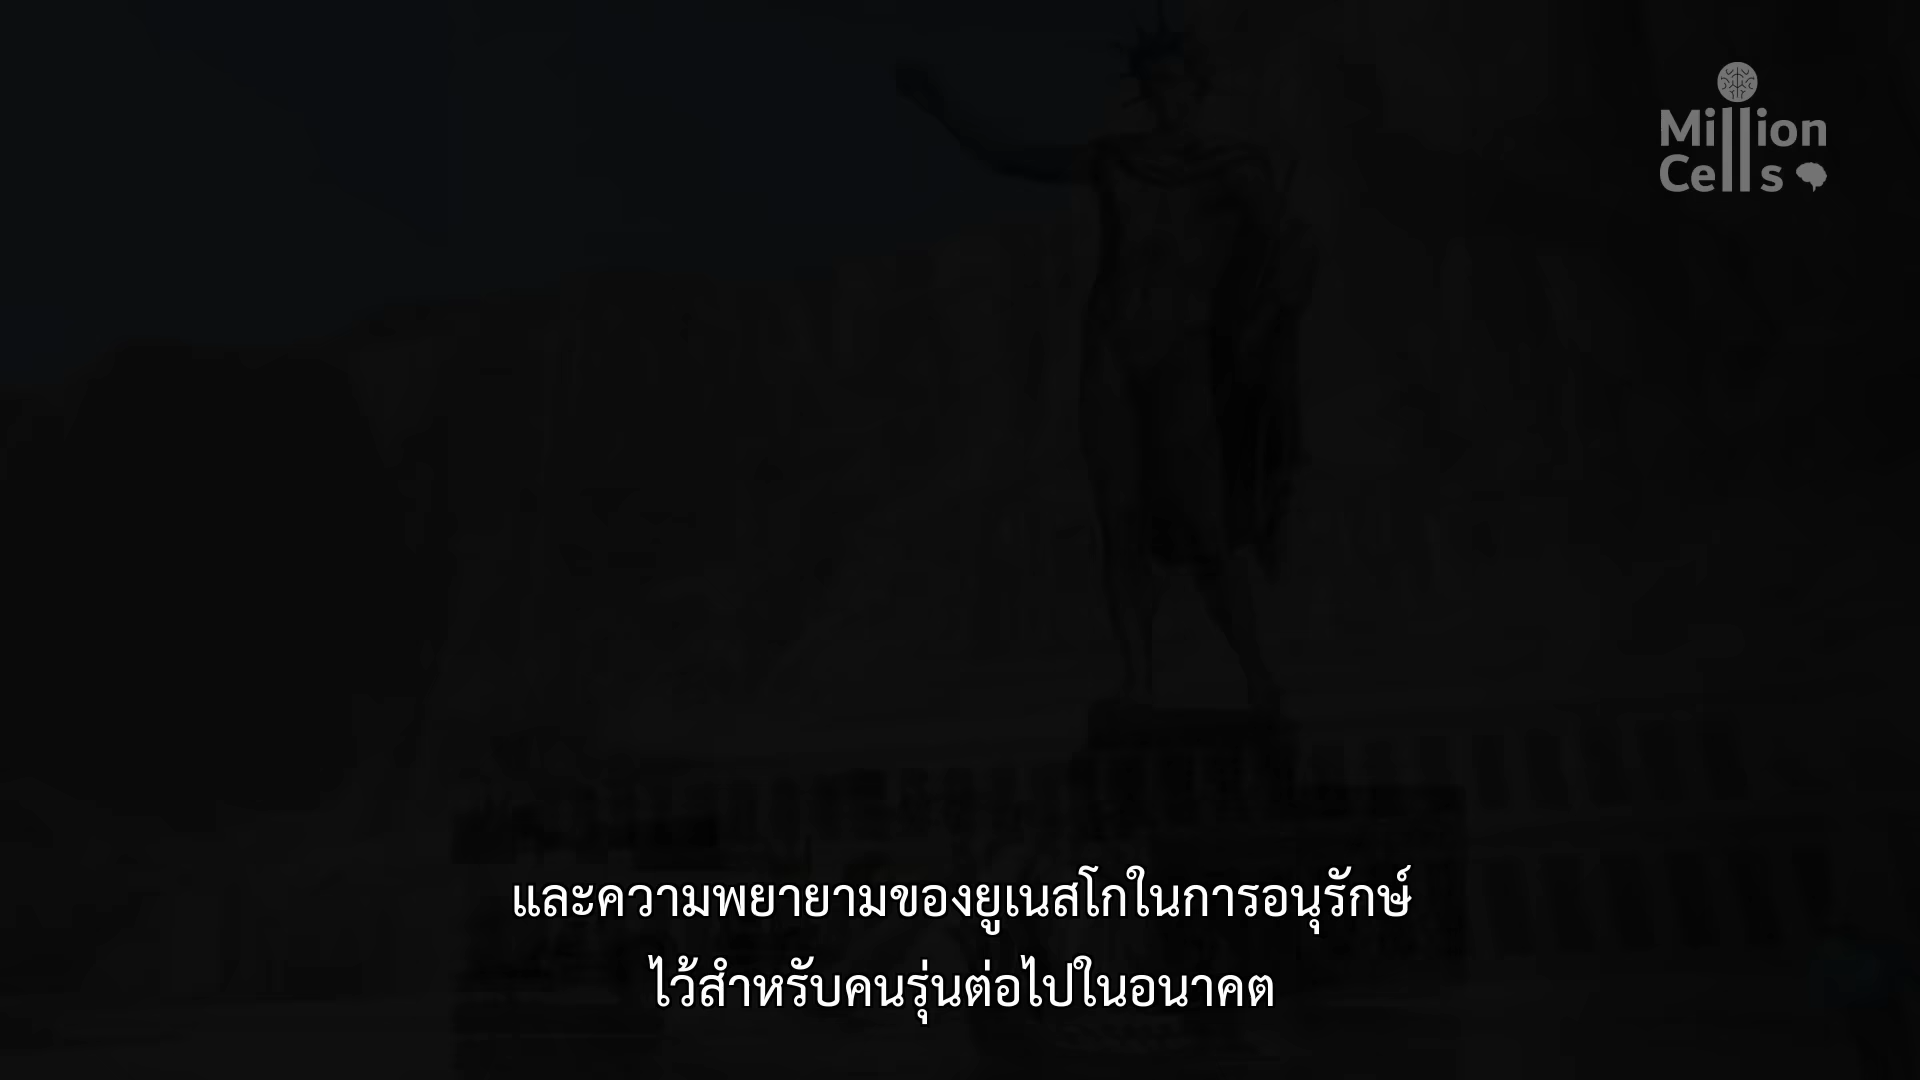 Million
Cells
และความพยายามของยูเนสโกในการอนุรักษ์
ไว้สำหรับคนรุ่นต่อไปในอนาคต